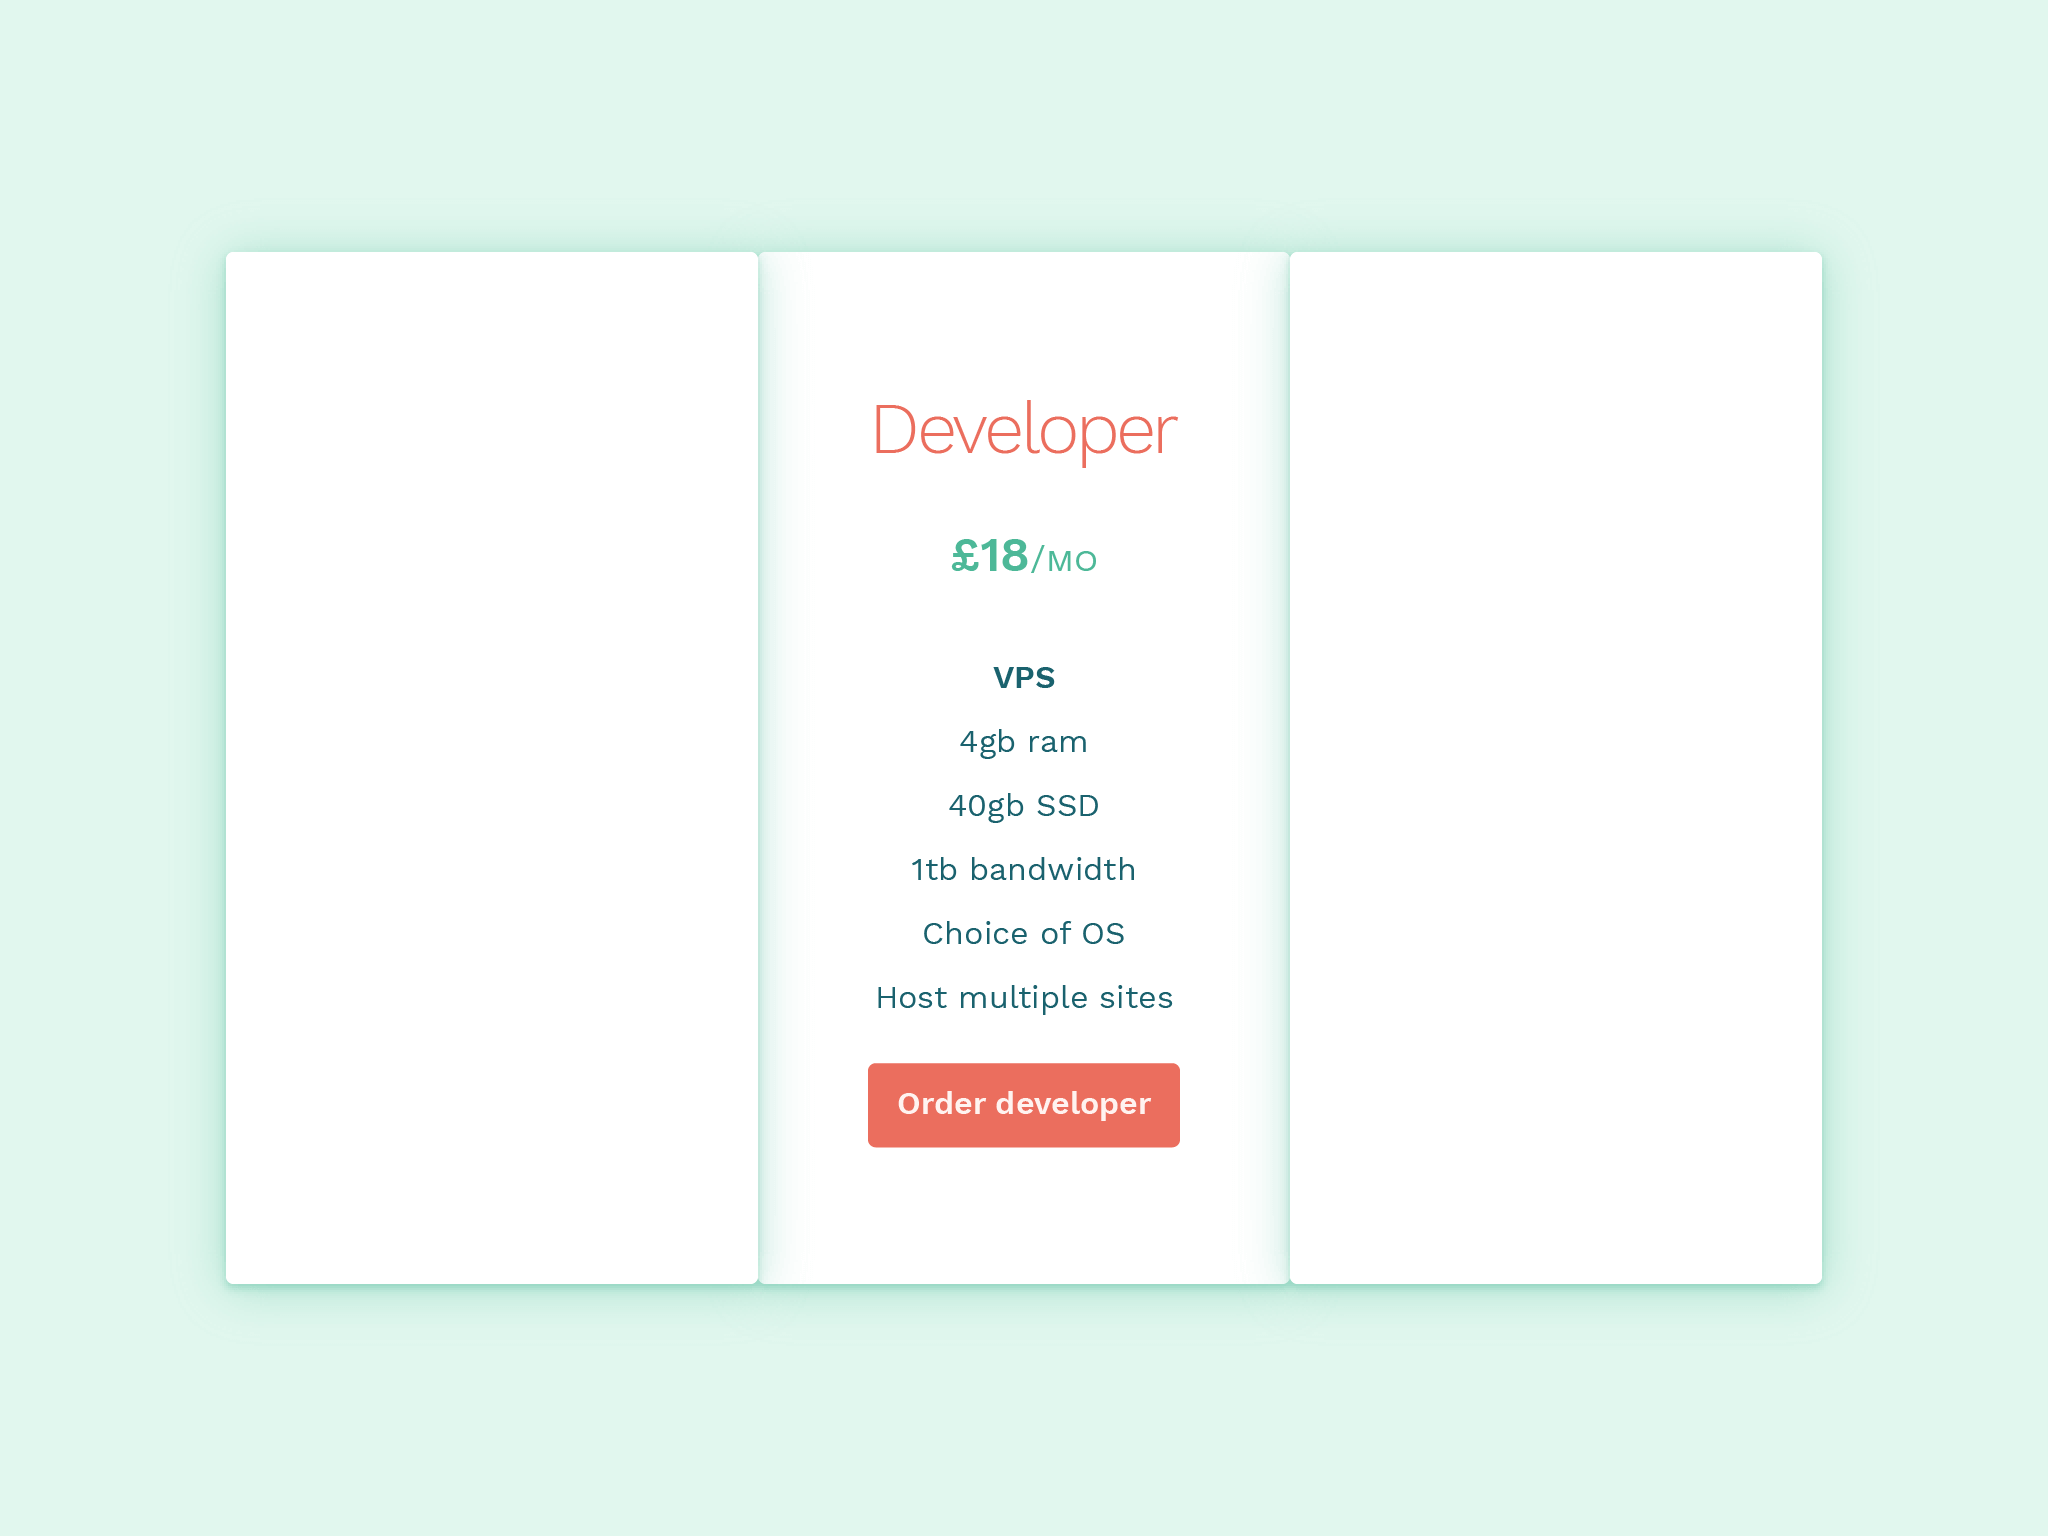 Developer
£18/MO
VPS
4gb ram
40gb SSD
1tb bandwidth
Choice of OS
Host multiple sites
Order developer